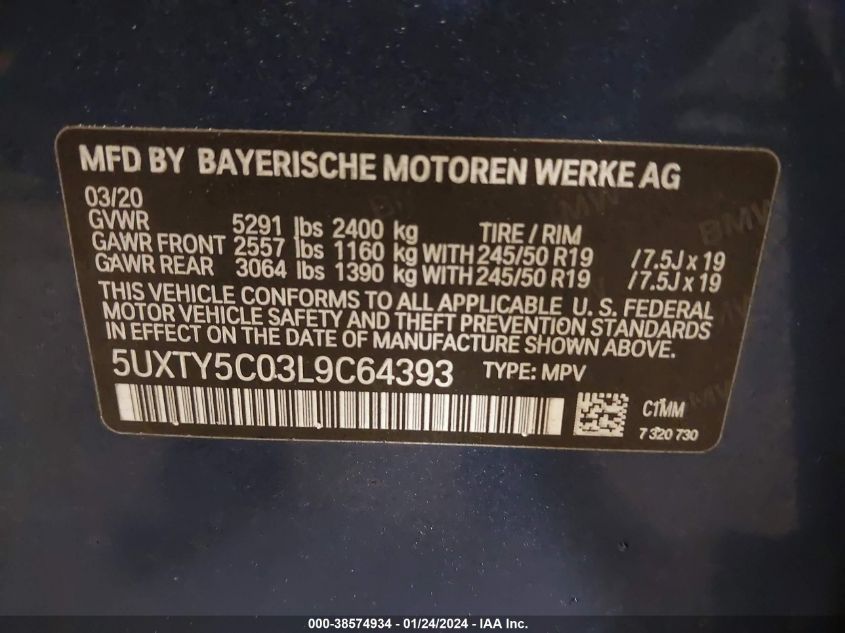 MFD BY BAYERISCHE MOTOREN WERKE AG
03/20
GVWR 5291 lbs 2400 kg TIRE / RIM
GAWR FRONT 2557 lbs 1160 kg WITH 245/50 R19 /7.5J x 19
GAWR REAR 3064 lbs 1390 kg WITH 245/50 R19 /7.5J x 19
THIS VEHICLE CONFORMS TO ALL APPLICABLE U. S. FEDERAL
MOTOR VEHICLE SAFETY AND THEFT PREVENTION STANDARDS
IN EFFECT ON THE DATE OF MANUFACTURE SHOWN ABOVE.
5UXTY5C03L9C64393 TYPE: MPV
C1MM
7 320 730
BMW
000-38574934 - 01/24/2024 - IAA Inc.